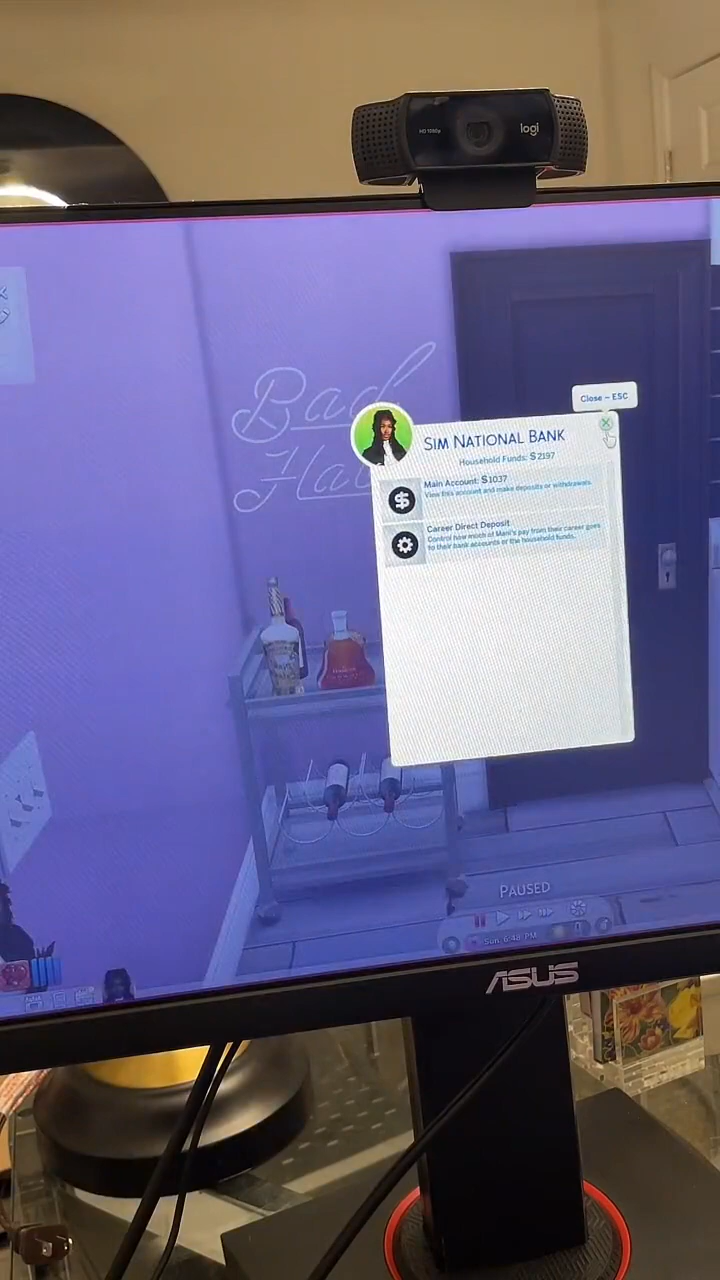 HD 1080p
logi
Bad
Close – ESC
SIM NATIONAL BANK
Household Funds: $2197
Main Account: $1037
View this account and make deposits or withdrawals.
Career Direct Deposit
Control how much of Mani's pay from their career goes
to their bank accounts or the household funds.
PAUSED
Sun. 6:48 PM
ASUS